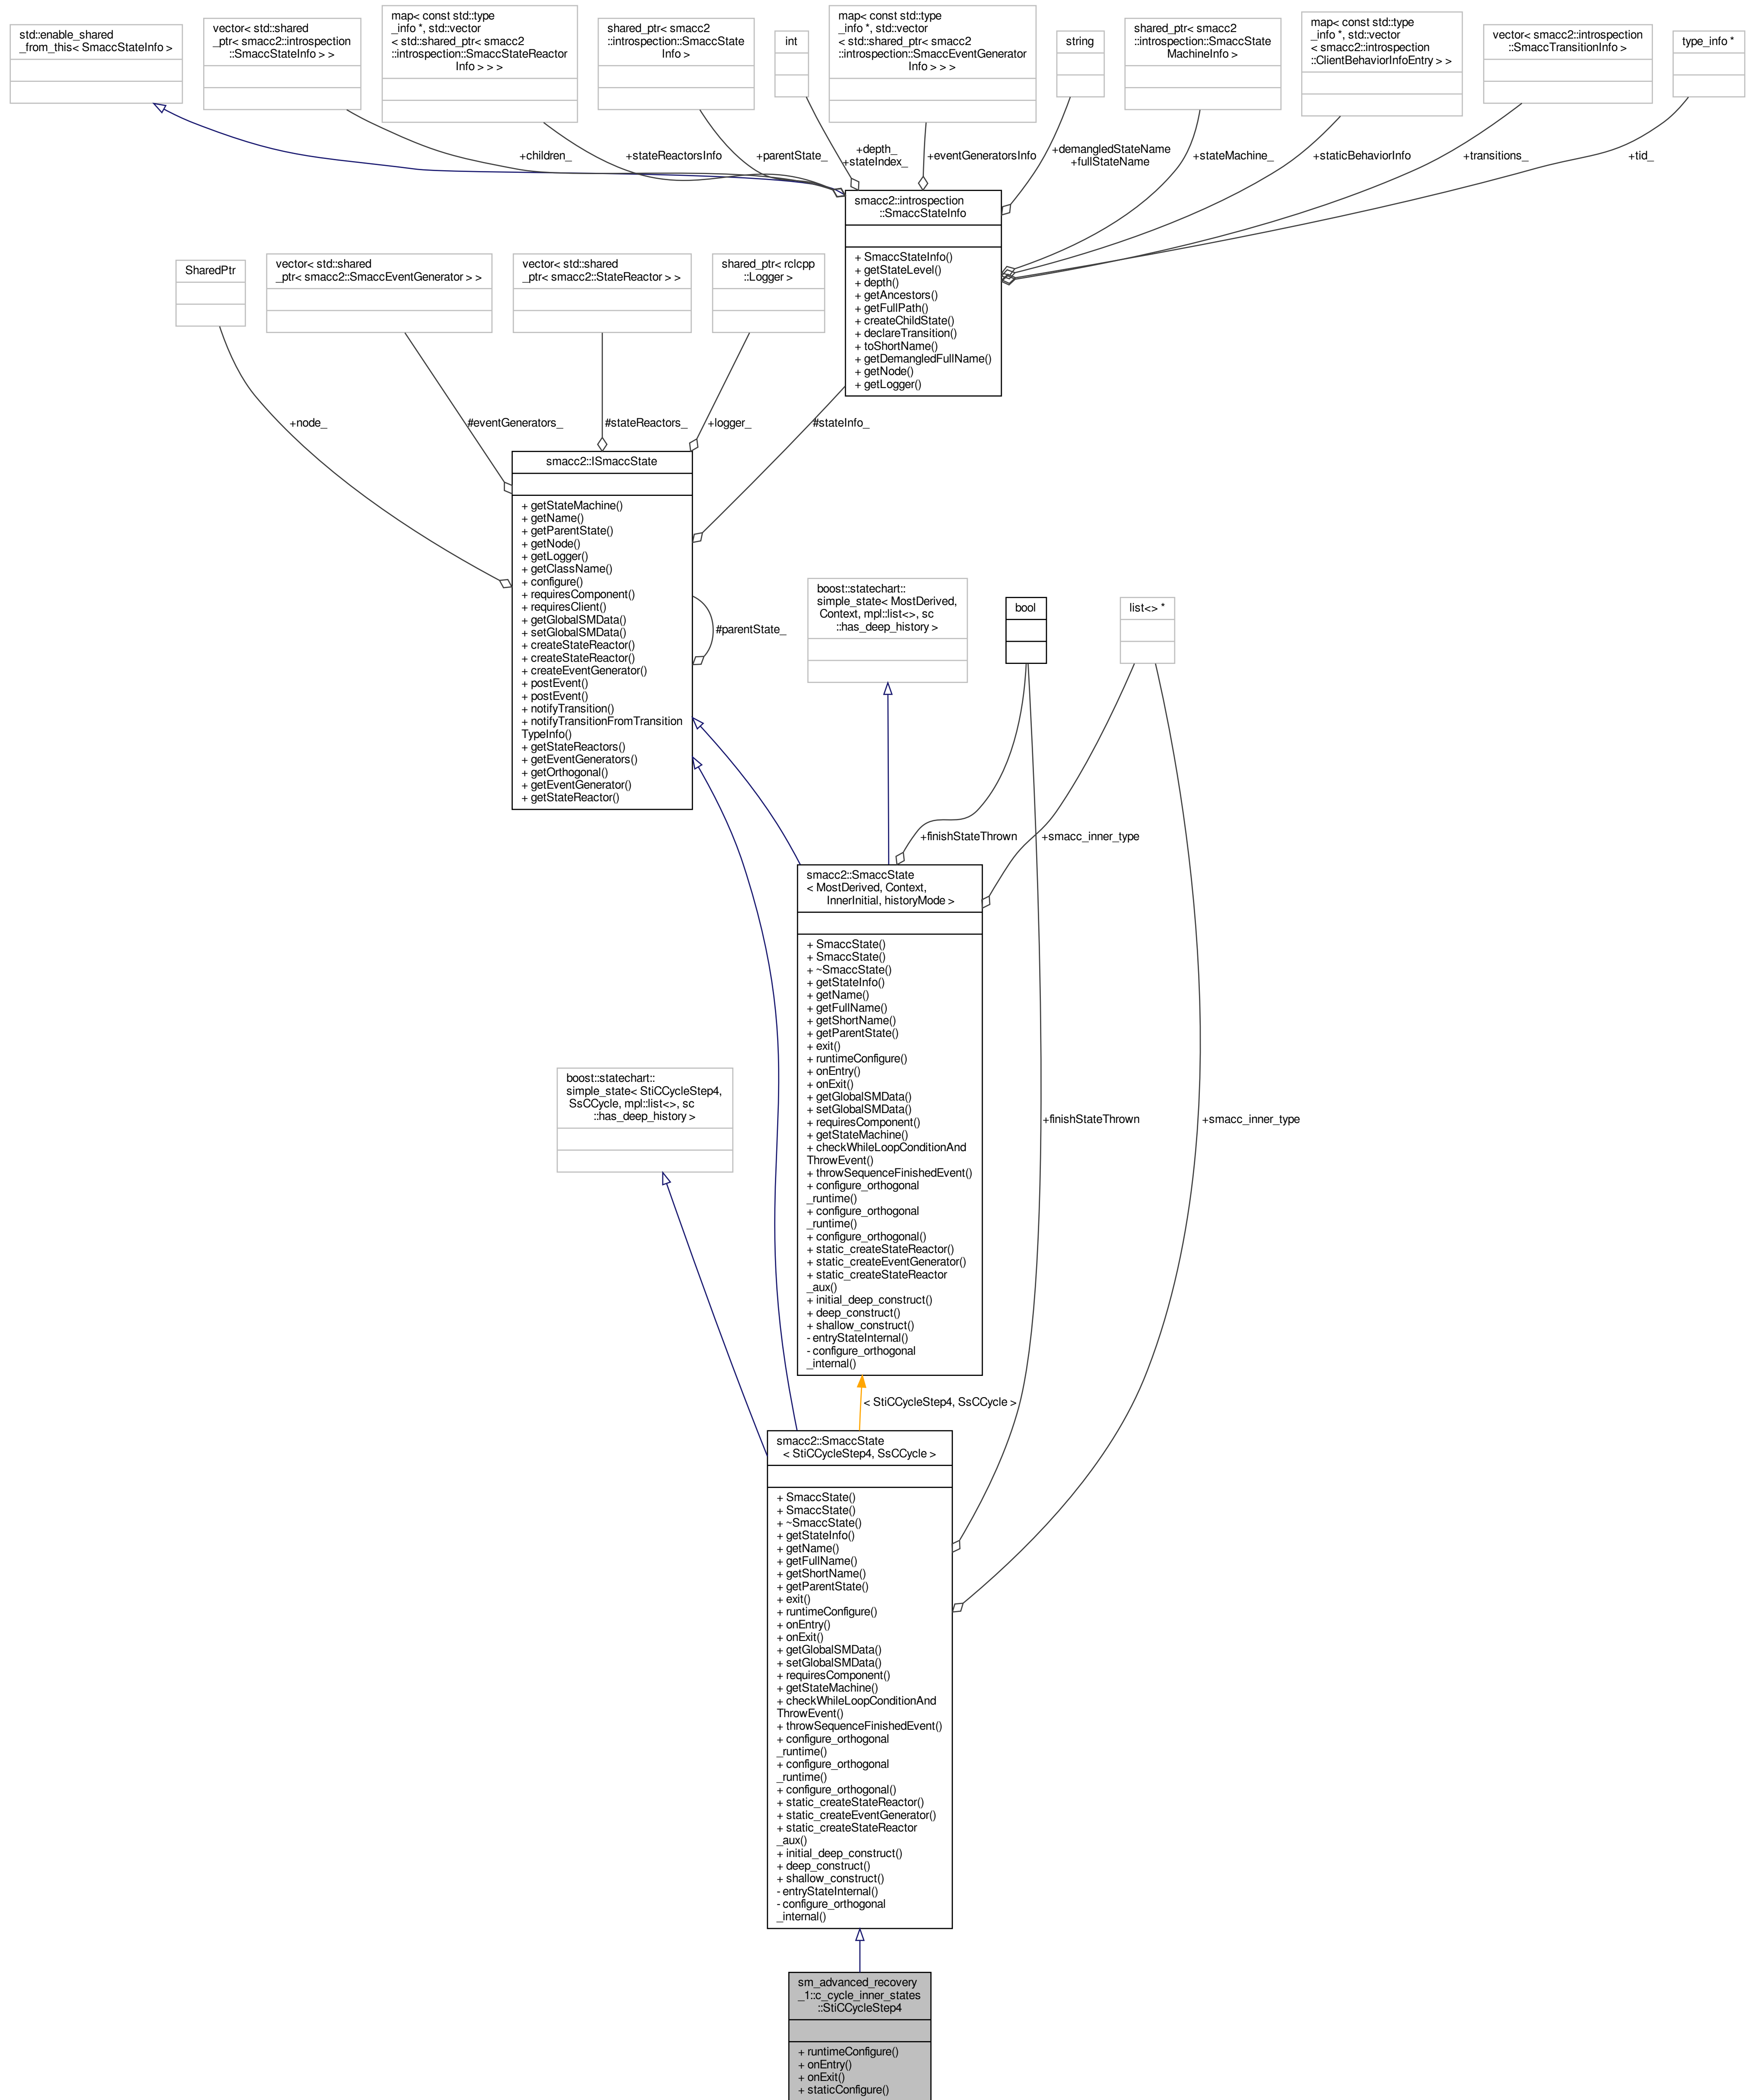 std::enable_shared
_from_this< SmaccStateInfo >
vector< std::shared
_ptr< smacc2::introspection
::SmaccStateInfo > >
map< const std::type
_info *, std::vector
< std::shared_ptr< smacc2
::introspection::SmaccStateReactor
Info > > >
shared_ptr< smacc2
::introspection::SmaccState
Info >
int
map< const std::type
_info *, std::vector
< std::shared_ptr< smacc2
::introspection::SmaccEventGenerator
Info > > >
string
shared_ptr< smacc2
::introspection::SmaccState
MachineInfo >
map< const std::type
_info *, std::vector
< smacc2::introspection
::ClientBehaviorInfoEntry > >
vector< smacc2::introspection
::SmaccTransitionInfo >
type_info *
+children_
+stateReactorsInfo
+parentState_
+depth_
+stateIndex_
+eventGeneratorsInfo
+demangledStateName
+fullStateName
+stateMachine_
+staticBehaviorInfo
+transitions_
+tid_
smacc2::introspection
::SmaccStateInfo
+ SmaccStateInfo()
+ getStateLevel()
+ depth()
+ getAncestors()
+ getFullPath()
+ createChildState()
+ declareTransition()
+ toShortName()
+ getDemangledFullName()
+ getNode()
+ getLogger()
SharedPtr
vector< std::shared
_ptr< smacc2::SmaccEventGenerator > >
vector< std::shared
_ptr< smacc2::StateReactor > >
shared_ptr< rclcpp
::Logger >
+node_
#eventGenerators_
#stateReactors_
+logger_
#stateInfo_
smacc2::ISmaccState
+ getStateMachine()
+ getName()
+ getParentState()
+ getNode()
+ getLogger()
+ getClassName()
+ configure()
+ requiresComponent()
+ requiresClient()
+ getGlobalSMData()
+ setGlobalSMData()
+ createStateReactor()
+ createStateReactor()
+ createEventGenerator()
+ postEvent()
+ postEvent()
+ notifyTransition()
+ notifyTransitionFromTransition
TypeInfo()
+ getStateReactors()
+ getEventGenerators()
+ getOrthogonal()
+ getEventGenerator()
+ getStateReactor()
#parentState_
boost::statechart::
simple_state< MostDerived,
Context, mpl::list<>, sc
::has_deep_history >
bool
list<> *
+finishStateThrown
+smacc_inner_type
smacc2::SmaccState
< MostDerived, Context,
InnerInitial, historyMode >
+ SmaccState()
+ SmaccState()
+ ~SmaccState()
+ getStateInfo()
+ getName()
+ getFullName()
+ getShortName()
+ getParentState()
+ exit()
+ runtimeConfigure()
+ onEntry()
+ onExit()
+ getGlobalSMData()
+ setGlobalSMData()
+ requiresComponent()
+ getStateMachine()
+ checkWhileLoopConditionAnd
ThrowEvent()
+ throwSequenceFinishedEvent()
+ configure_orthogonal
_runtime()
+ configure_orthogonal
_runtime()
+ configure_orthogonal()
+ static_createStateReactor()
+ static_createEventGenerator()
+ static_createStateReactor
_aux()
+ initial_deep_construct()
+ deep_construct()
+ shallow_construct()
- entryStateInternal()
- configure_orthogonal
_internal()
boost::statechart::
simple_state< StiCCycleStep4,
SsCCycle, mpl::list<>, sc
::has_deep_history >
+finishStateThrown
+smacc_inner_type
< StiCCycleStep4, SsCCycle >
smacc2::SmaccState
< StiCCycleStep4, SsCCycle >
+ SmaccState()
+ SmaccState()
+ ~SmaccState()
+ getStateInfo()
+ getName()
+ getFullName()
+ getShortName()
+ getParentState()
+ exit()
+ runtimeConfigure()
+ onEntry()
+ onExit()
+ getGlobalSMData()
+ setGlobalSMData()
+ requiresComponent()
+ getStateMachine()
+ checkWhileLoopConditionAnd
ThrowEvent()
+ throwSequenceFinishedEvent()
+ configure_orthogonal
_runtime()
+ configure_orthogonal
_runtime()
+ configure_orthogonal()
+ static_createStateReactor()
+ static_createEventGenerator()
+ static_createStateReactor
_aux()
+ initial_deep_construct()
+ deep_construct()
+ shallow_construct()
- entryStateInternal()
- configure_orthogonal
_internal()
sm_advanced_recovery
_1::c_cycle_inner_states
::StiCCycleStep4
+ runtimeConfigure()
+ onEntry()
+ onExit()
+ staticConfigure()